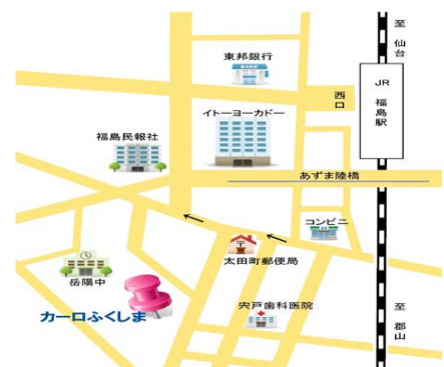 至 仙台
東邦銀行
BANK
JR 福島駅
西口
イトーヨーカドー
福島民報社
あずま陸橋
コンビニ
太田町郵便局
岳陽中
カーロふくしま
宍戸歯科医院
至 郡山